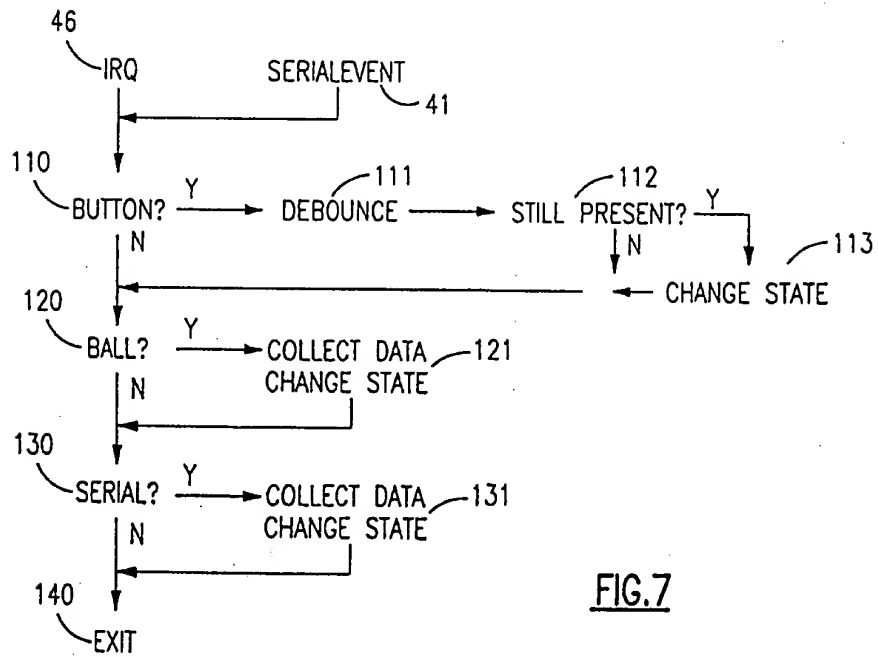 46
IRQ
SERIALEVENT
41
110
BUTTON?
Y
111
DEBOUNCE
112
STILL PRESENT?
Y
N
N
113
CHANGE STATE
120
BALL?
Y
COLLECT DATA
CHANGE STATE
121
N
130
SERIAL?
Y
COLLECT DATA
CHANGE STATE
131
N
140
EXIT
FIG.7